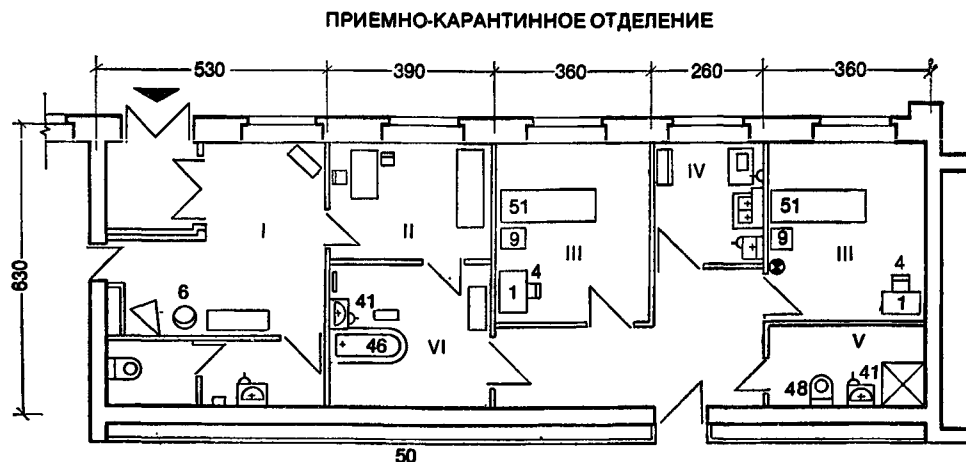 ПРИЕМНО-КАРАНТИННОЕ ОТДЕЛЕНИЕ
530 390 360 260 360
630
I II III IV III
51 51
9 9
4 4
1 1
6 41 46 VI
V
48 41
50